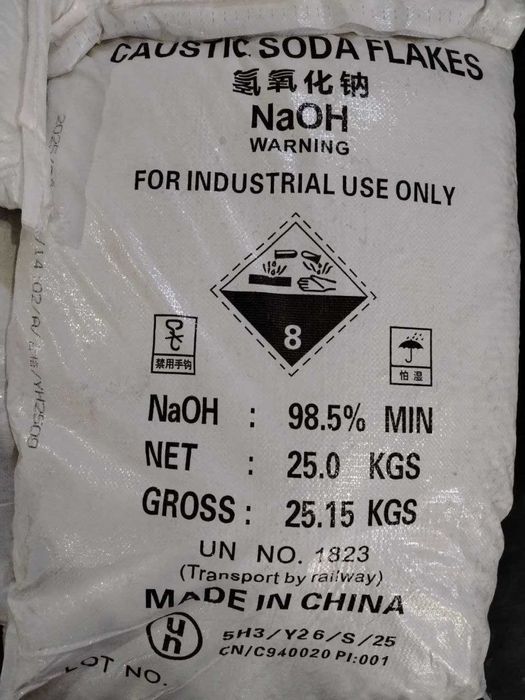 CAUSTIC SODA FLAKES
氢氧化钠
NaOH
WARNING
FOR INDUSTRIAL USE ONLY
8
禁用手钩
怕湿
NaOH : 98.5% MIN
NET : 25.0 KGS
GROSS : 25.15 KGS
UN NO. 1823
(Transport by railway)
MADE IN CHINA
un
5H3/Y26/S/25
CN/C940020 PI:001
LOT NO.